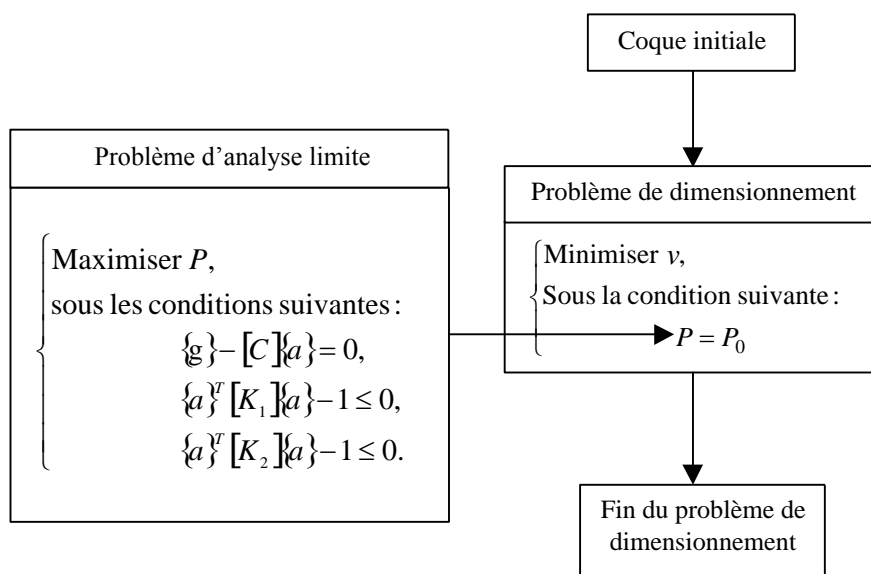 Coque initiale
Problème d'analyse limite
Maximiser P,
sous les conditions suivantes :
{g}−[C]{a}= 0,
{a}^T [K_1]{a}−1 ≤ 0,
{a}^T [K_2]{a}−1 ≤ 0.
Problème de dimensionnement
Minimiser v,
Sous la condition suivante :
P = P_0
Fin du problème de
dimensionnement